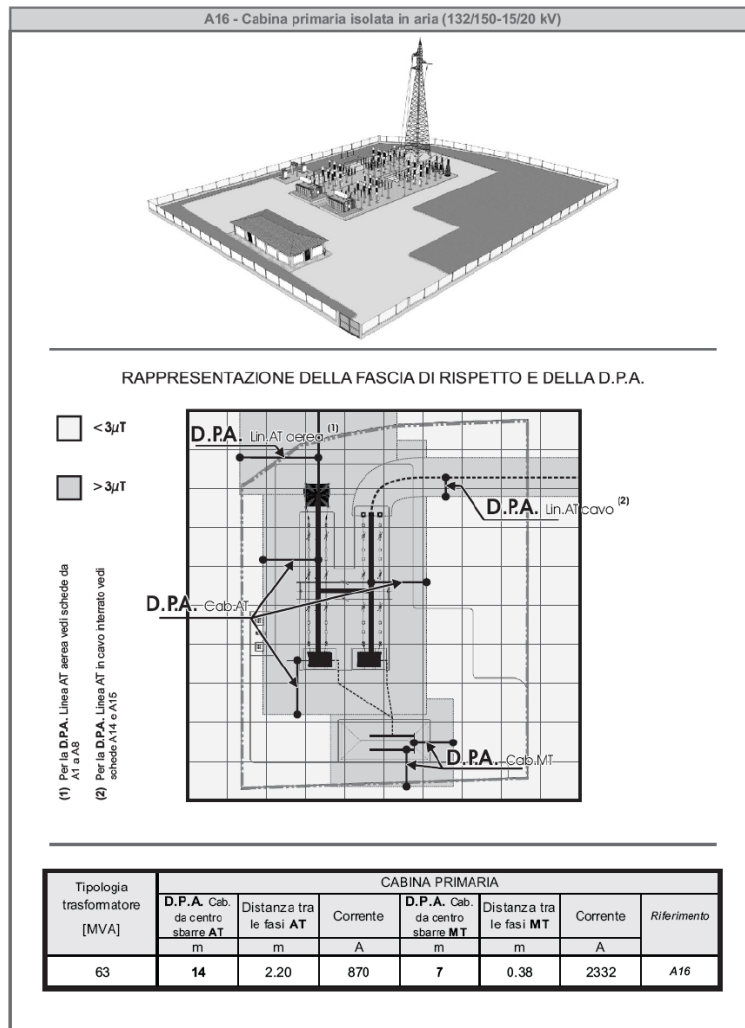 A16 - Cabina primaria isolata in aria (132/150-15/20 kV)
RAPPRESENTAZIONE DELLA FASCIA DI RISPETTO E DELLA D.P.A.
<3μT
>3μT
D.P.A. Lin.AT aerea (1)
D.P.A. Lin.AT cavo (2)
D.P.A. Cab.AT
D.P.A. Cab.MT
(1) Per la D.P.A. Linea AT aerea vedi schede da
A1 a A8
(2) Per la D.P.A. Linea AT in cavo interrato vedi
schede A14 e A15
Tipologia
trasformatore
[MVA]
CABINA PRIMARIA
D.P.A. Cab.
da centro
sbarre AT
Distanza tra
le fasi AT
Corrente
D.P.A. Cab.
da centro
sbarre MT
Distanza tra
le fasi MT
Corrente
Riferimento
m m A m m A
63 14 2.20 870 7 0.38 2332 A16